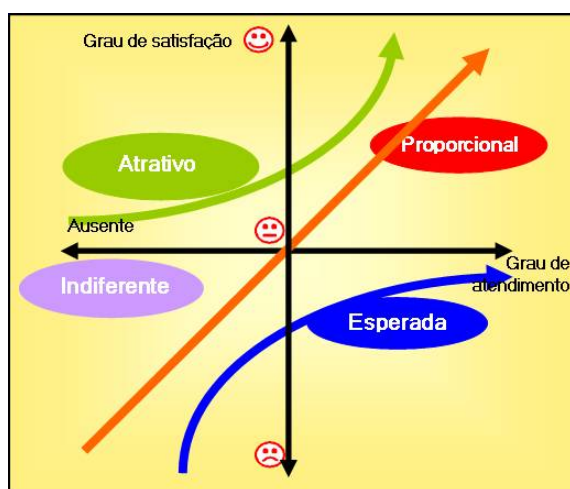 Grau de satisfação
Atrativo
Proporcional
Ausente
Grau de
atendimento
Indiferente
Esperada